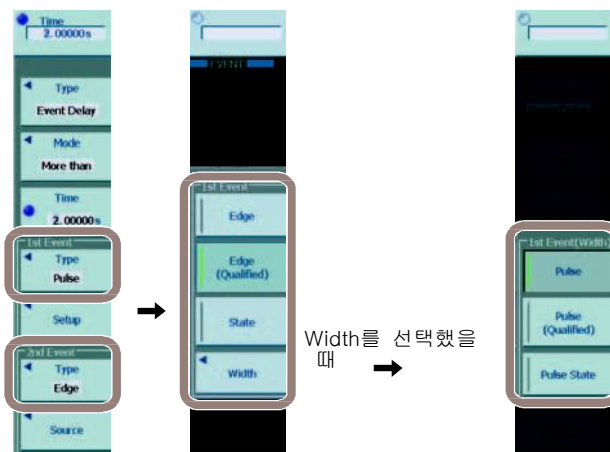 Time
2.00000s
Type
Event Delay
Mode
More than
Time
2.00000s
1st Event
Type
Pulse
Setup
2nd Event
Type
Edge
Source
EVENT
1st Event
Edge
Edge
(Qualified)
State
Width
Width를 선택했을
때
1st Event(Width)
Pulse
Pulse
(Qualified)
Pulse State